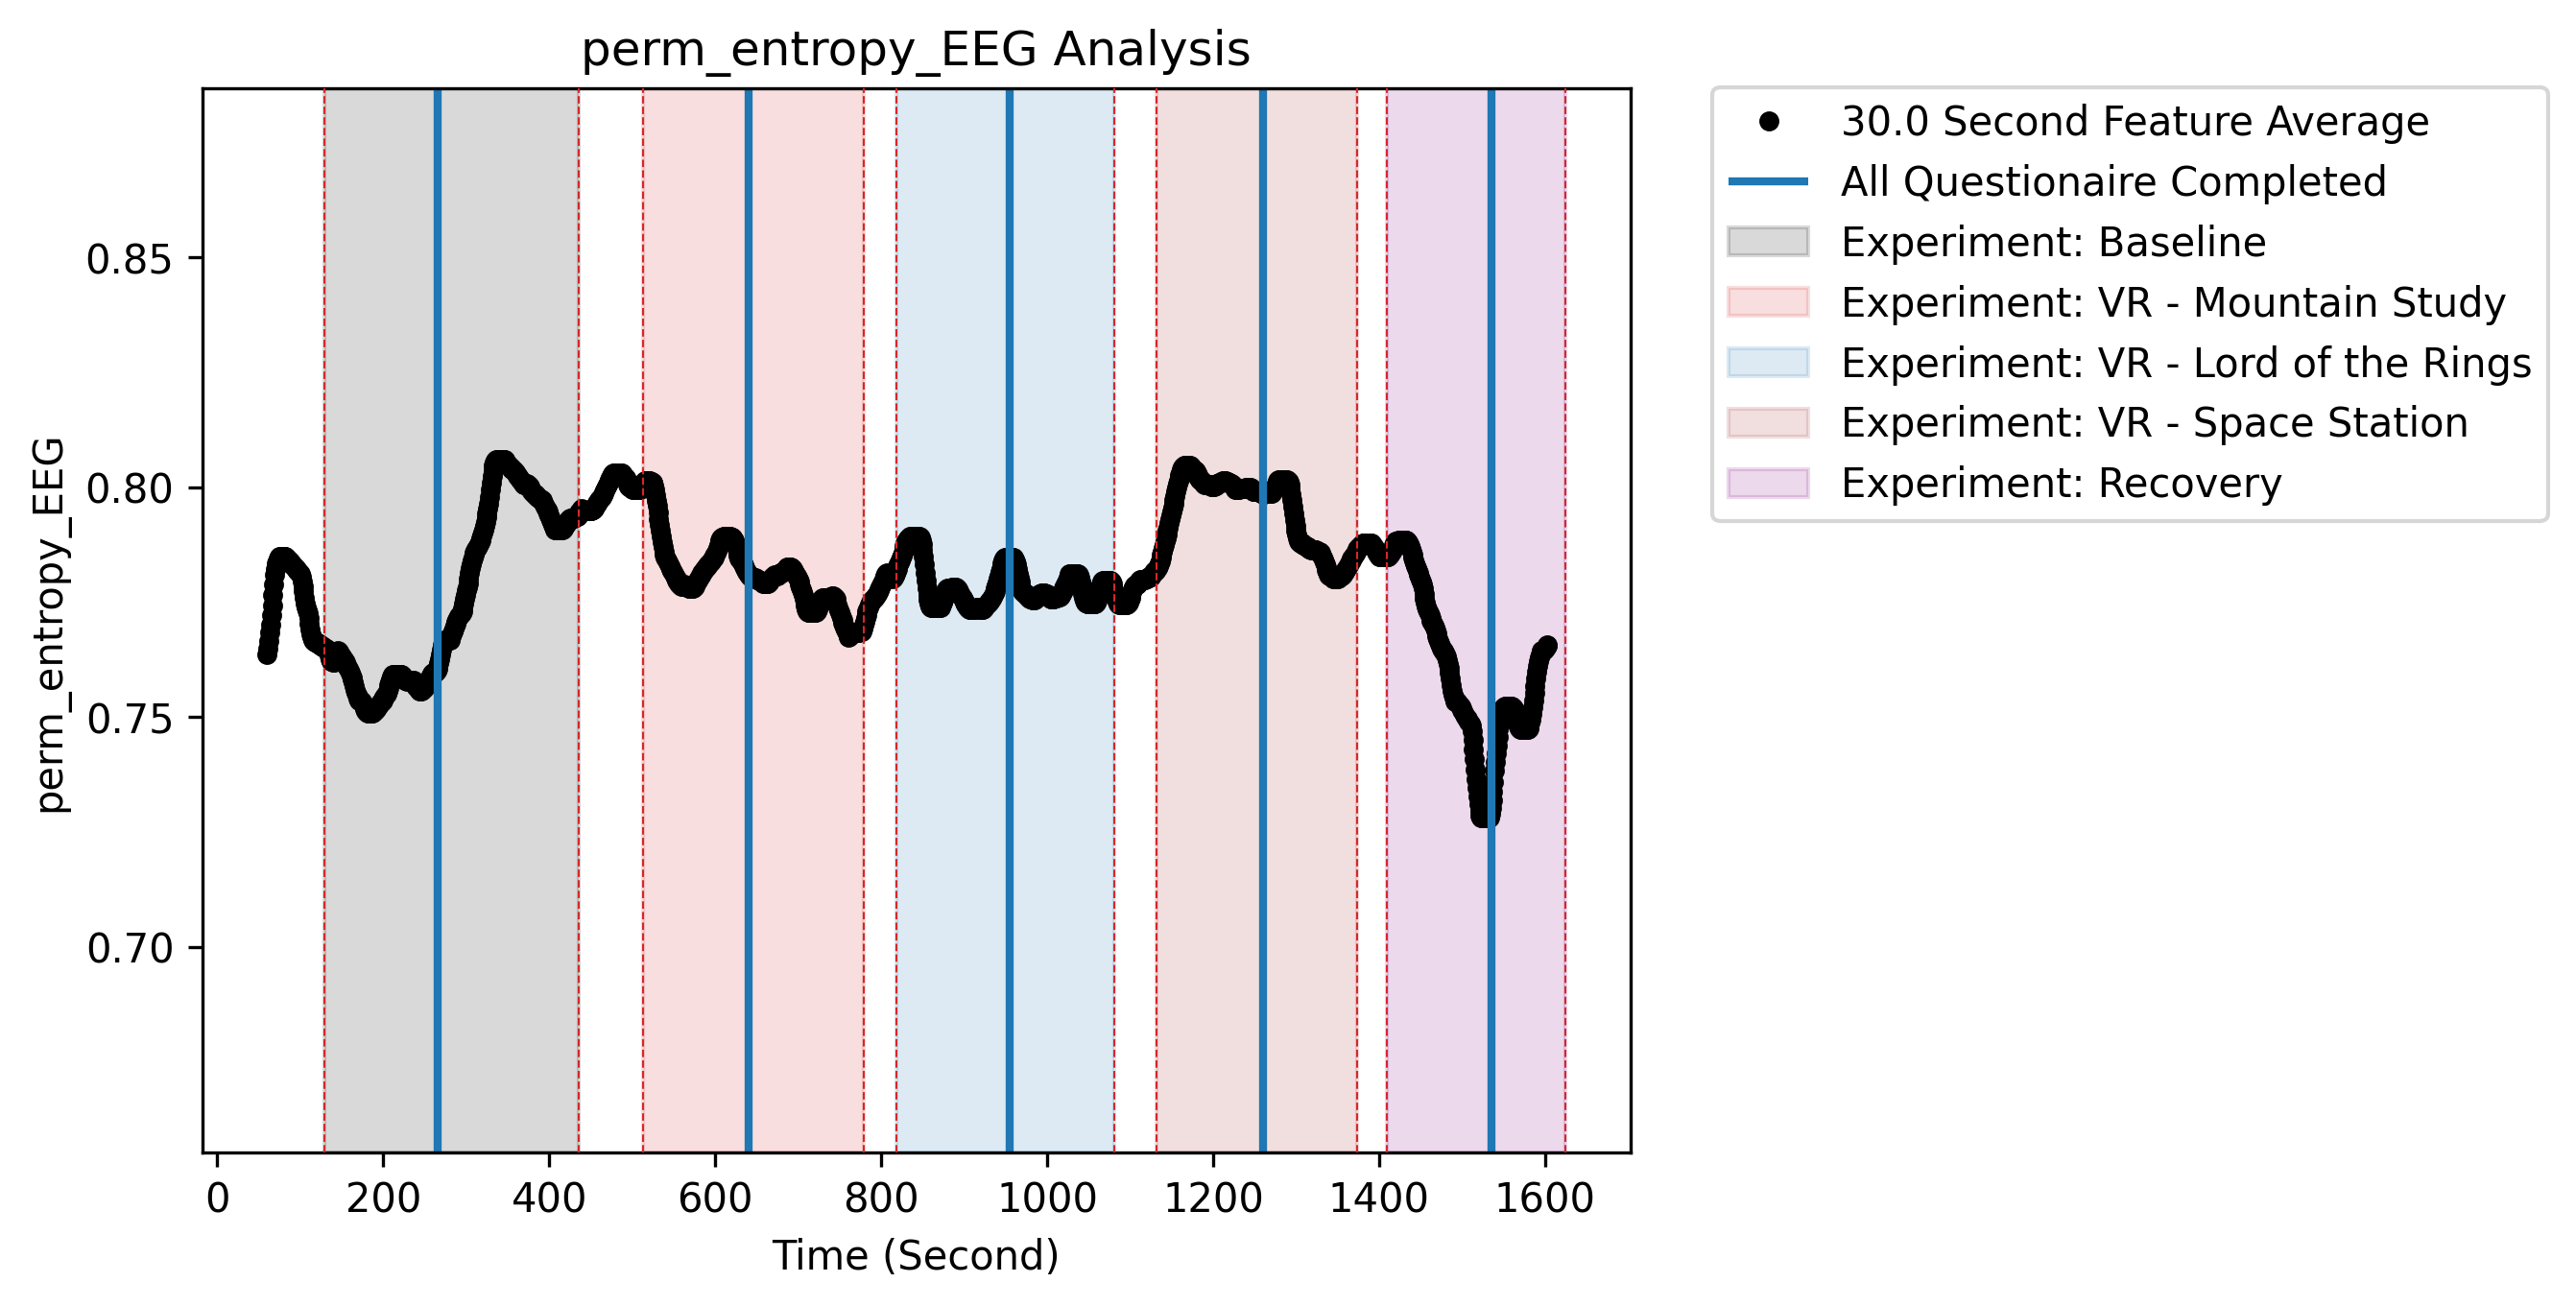 perm_entropy_EEG Analysis
30.0 Second Feature Average
All Questionaire Completed
Experiment: Baseline
Experiment: VR - Mountain Study
Experiment: VR - Lord of the Rings
Experiment: VR - Space Station
Experiment: Recovery
perm_entropy_EEG
0.85
0.80
0.75
0.70
0 200 400 600 800 1000 1200 1400 1600
Time (Second)